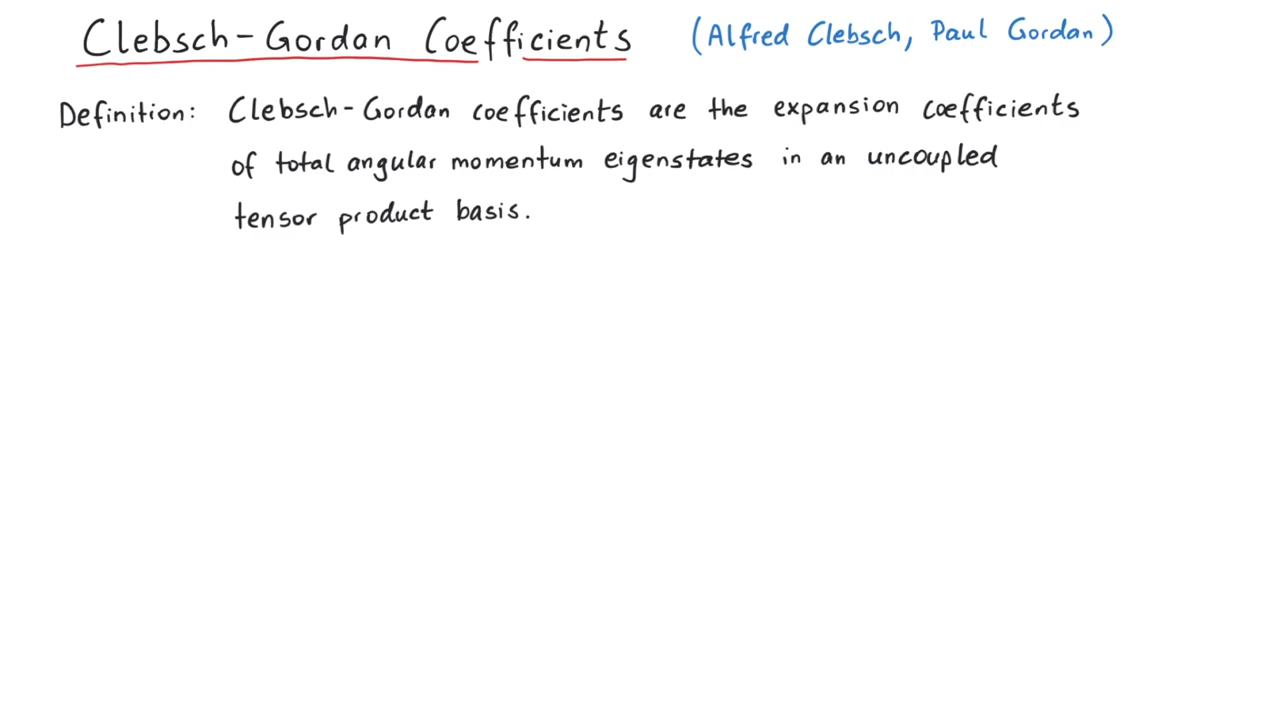 Clebsch-Gordan Coefficients (Alfred Clebsch, Paul Gordan)
Definition: Clebsch-Gordan coefficients are the expansion coefficients
of total angular momentum eigenstates in an uncoupled
tensor product basis.